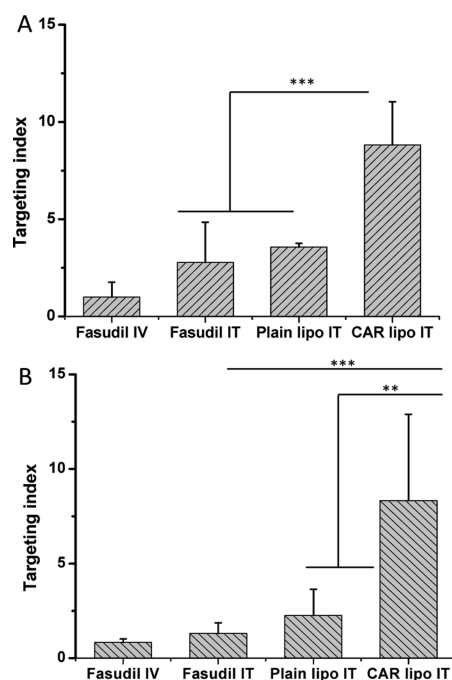 A
15
***
10
Targeting index
5
0
Fasudil IV Fasudil IT Plain lipo IT CAR lipo IT
B
15
***
**
10
Targeting index
5
0
Fasudil IV Fasudil IT Plain lipo IT CAR lipo IT